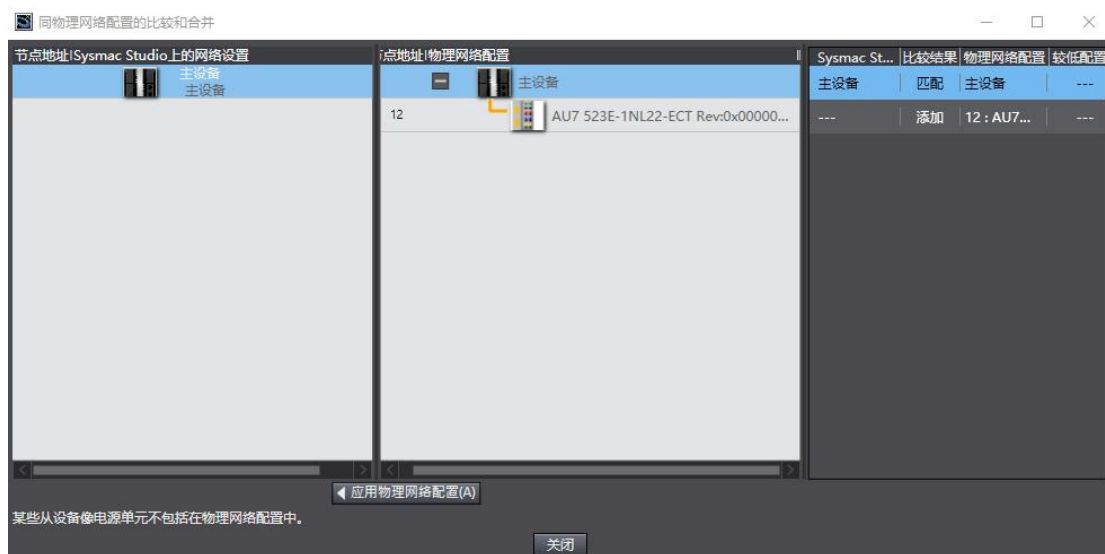 同物理网络配置的比较和合并
节点地址|Sysmac Studio上的网络设置
点地址|物理网络配置
Sysmac St... 比较结果 物理网络配置 较低配置
主设备
主设备
主设备
主设备 匹配 主设备 ---
12 AU7 523E-1NL22-ECT Rev:0x00000...
--- 添加 12 : AU7... ---
应用物理网络配置(A)
某些从设备像电源单元不包括在物理网络配置中。
关闭